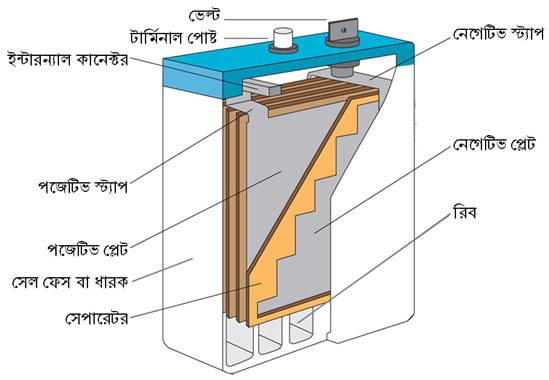 ভেল্ট
টার্মিনাল পোষ্ট
ইন্টারন্যাল কানেক্টর
নেগেটিভ স্ট্যাপ
নেগেটিভ প্লেট
পজেটিভ স্ট্যাপ
রিব
পজেটিভ প্লেট
সেল ফেস বা ধারক
সেপারেটর